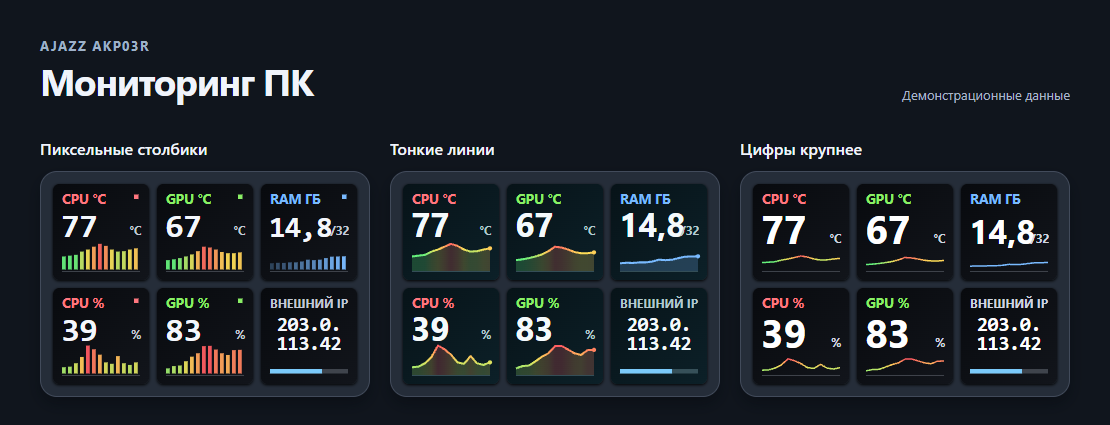 AJAZZ AKP03R
Мониторинг ПК
Демонстрационные данные
Пиксельные столбики
CPU °C
77 °C
GPU °C
67 °C
RAM ГБ
14,8/32
CPU %
39 %
GPU %
83 %
ВНЕШНИЙ IP
203.0.
113.42
Тонкие линии
CPU °C
77 °C
GPU °C
67 °C
RAM ГБ
14,8/32
CPU %
39 %
GPU %
83 %
ВНЕШНИЙ IP
203.0.
113.42
Цифры крупнее
CPU °C
77 °C
GPU °C
67 °C
RAM ГБ
14,8/32
CPU %
39 %
GPU %
83 %
ВНЕШНИЙ IP
203.0.
113.42